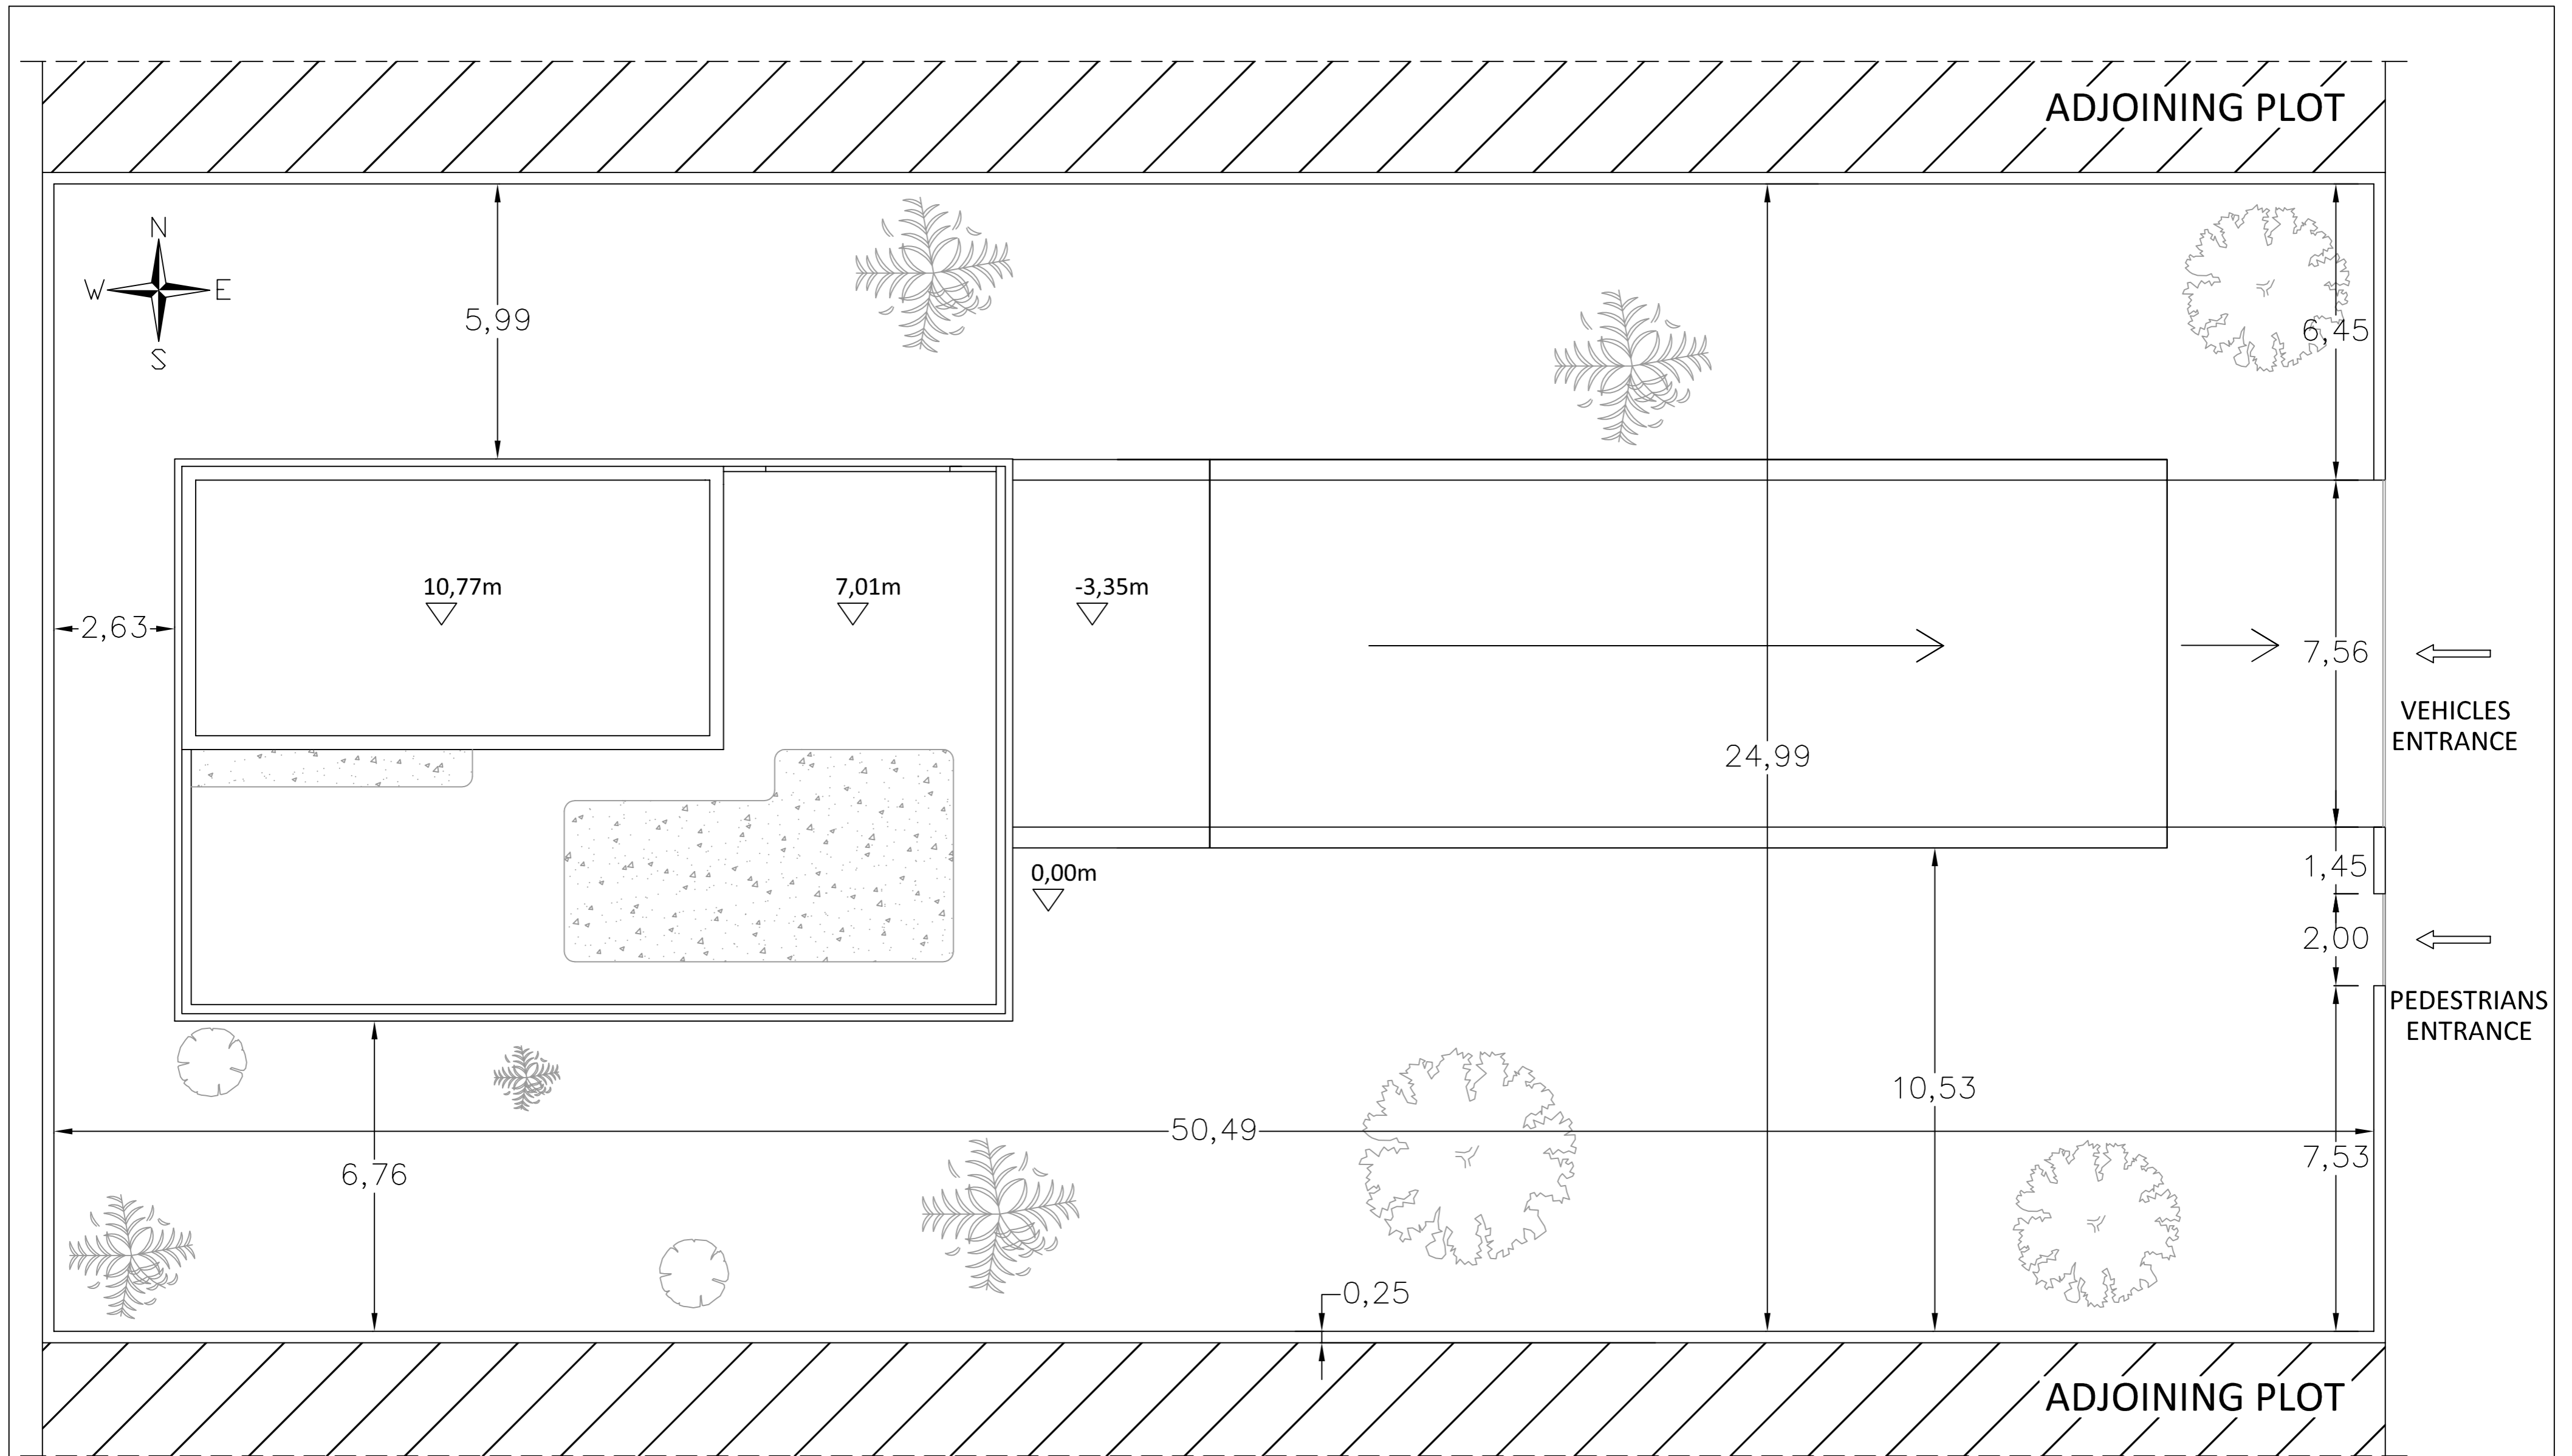 ADJOINING PLOT
N
W E
S
5,99
6,45
10,77m
7,01m
-3,35m
2,63
7,56
VEHICLES
ENTRANCE
24,99
0,00m
1,45
2,00
PEDESTRIANS
ENTRANCE
10,53
50,49
7,53
6,76
0,25
ADJOINING PLOT